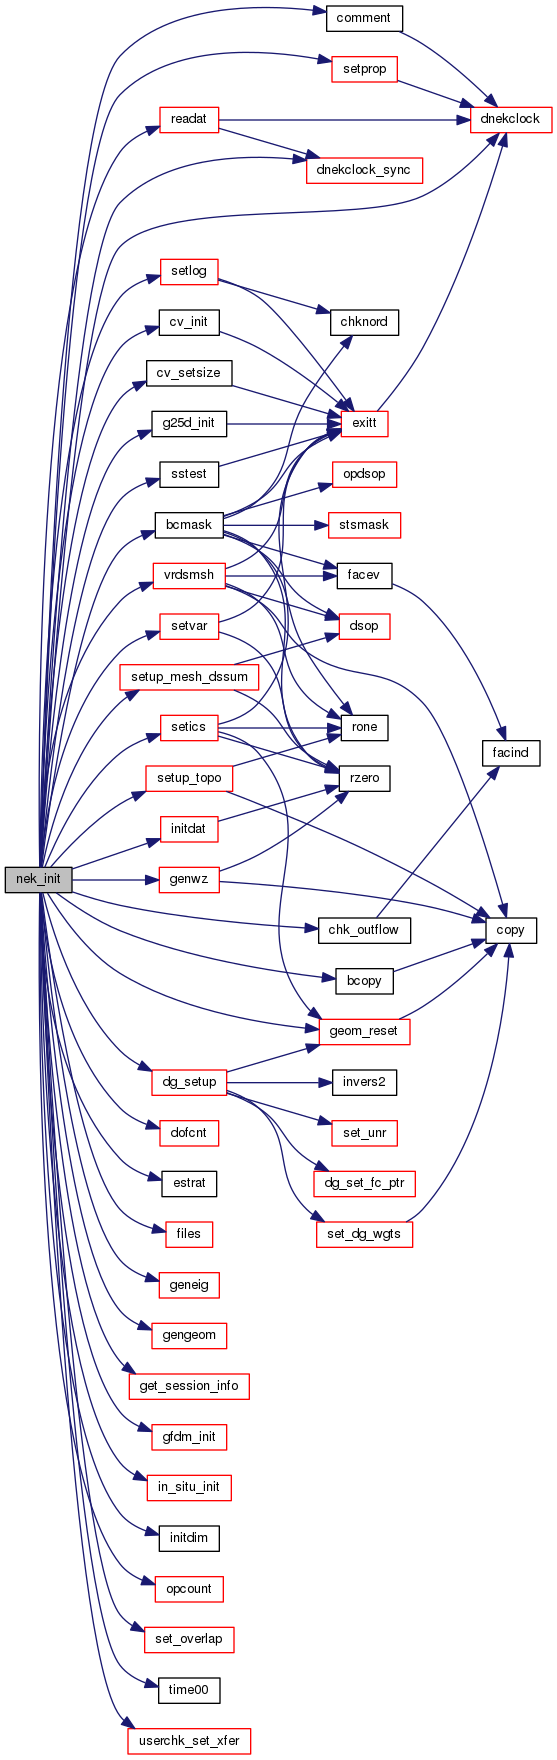 comment
setprop
dnekclock
readat
dnekclock_sync
setlog
chknord
cv_init
cv_setsize
g25d_init
exitt
sstest
opdsop
bcmask
stsmask
vrdsmsh
facev
setvar
dsop
setup_mesh_dssum
setics
rone
facind
setup_topo
rzero
initdat
nek_init
genwz
chk_outflow
copy
bcopy
geom_reset
dg_setup
invers2
dofcnt
set_unr
estrat
dg_set_fc_ptr
files
set_dg_wgts
geneig
gengeom
get_session_info
gfdm_init
in_situ_init
initdim
opcount
set_overlap
time00
userchk_set_xfer